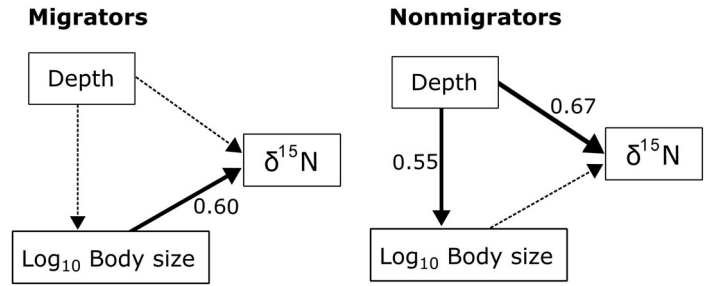 Migrators
Depth
δ¹⁵N
0.60
Log₁₀ Body size
Nonmigrators
Depth
0.67
0.55
δ¹⁵N
Log₁₀ Body size